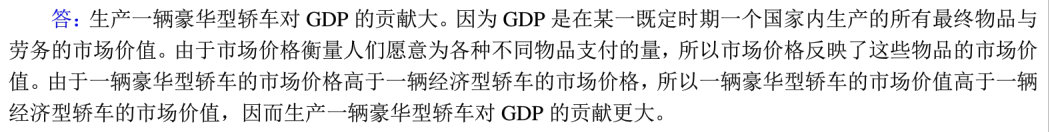 答：生产一辆豪华型轿车对 GDP 的贡献大。因为 GDP 是在某一既定时期一个国家内生产的所有最终物品与
劳务的市场价值。由于市场价格衡量人们愿意为各种不同物品支付的量，所以市场价格反映了这些物品的市场价
值。由于一辆豪华型轿车的市场价格高于一辆经济型轿车的市场价格，所以一辆豪华型轿车的市场价值高于一辆
经济型轿车的市场价值，因而生产一辆豪华型轿车对 GDP 的贡献更大。